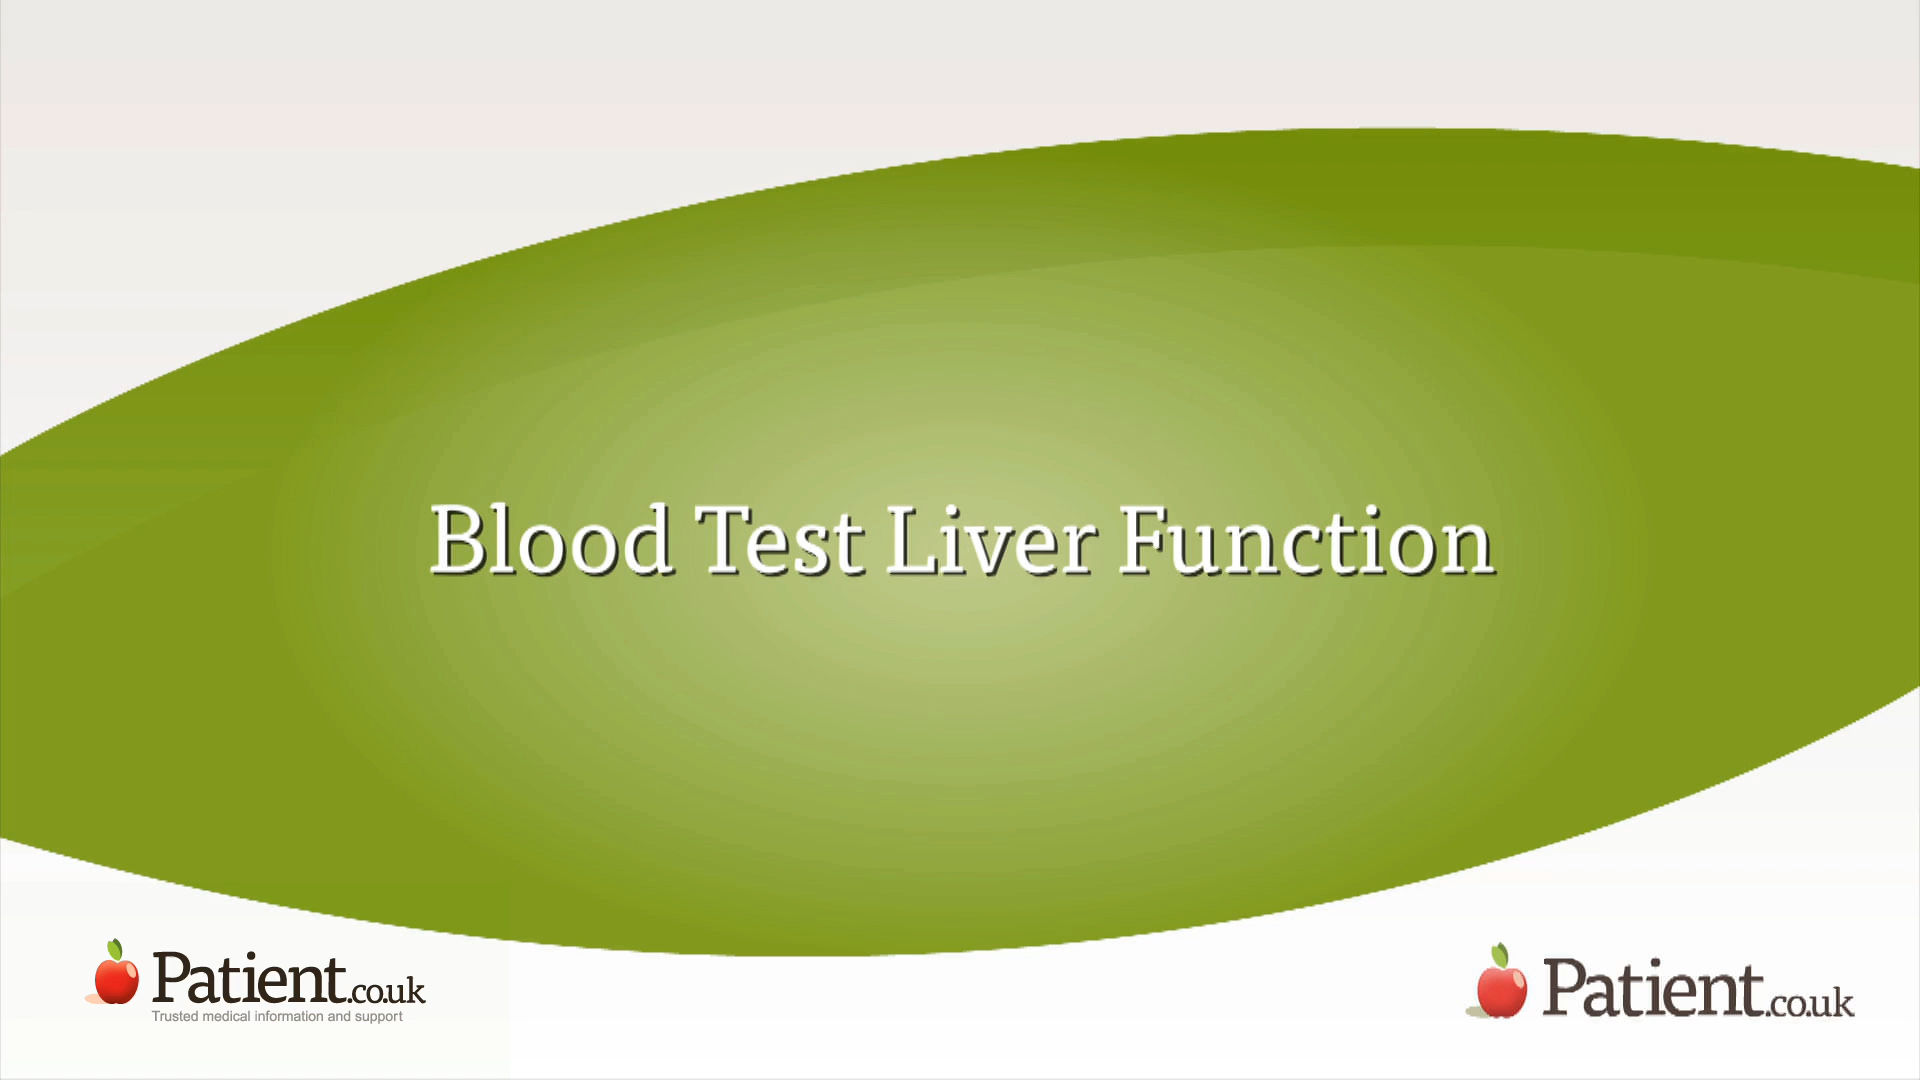 Blood Test Liver Function
Patient.co.uk
Trusted medical information and support
Patient.co.uk